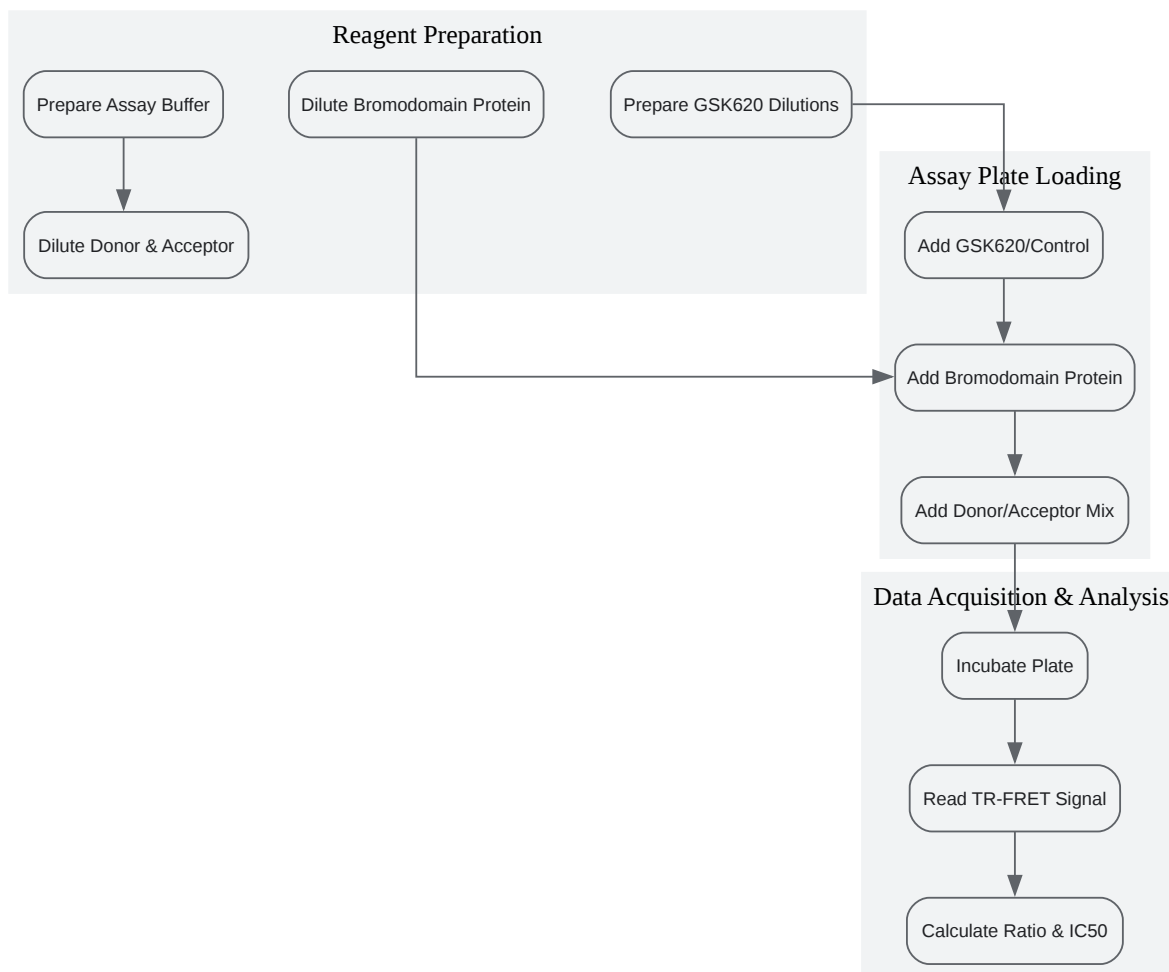 Reagent Preparation
Prepare Assay Buffer
Dilute Bromodomain Protein
Prepare GSK620 Dilutions
Dilute Donor & Acceptor
Assay Plate Loading
Add GSK620/Control
Add Bromodomain Protein
Add Donor/Acceptor Mix
Data Acquisition & Analysis
Incubate Plate
Read TR-FRET Signal
Calculate Ratio & IC50